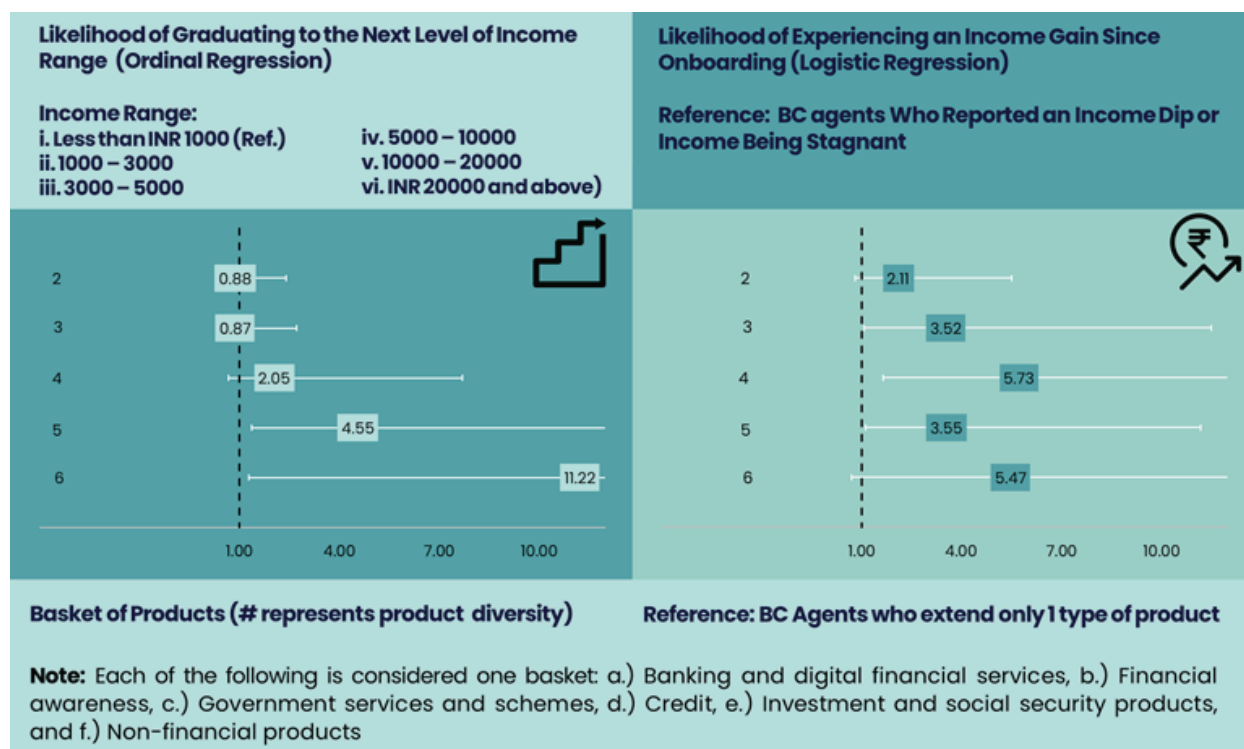 Likelihood of Graduating to the Next Level of Income
Range (Ordinal Regression)
Income Range:
i. Less than INR 1000 (Ref.)
ii. 1000 – 3000
iii. 3000 – 5000
iv. 5000 – 10000
v. 10000 – 20000
vi. INR 20000 and above)
Likelihood of Experiencing an Income Gain Since
Onboarding (Logistic Regression)
Reference: BC agents Who Reported an Income Dip or
Income Being Stagnant
2
0.88
3
0.87
4
2.05
5
4.55
6
11.22
1.00 4.00 7.00 10.00
₹
2
2.11
3
3.52
4
5.73
5
3.55
6
5.47
1.00 4.00 7.00 10.00
Basket of Products (# represents product diversity)
Reference: BC Agents who extend only 1 type of product
Note: Each of the following is considered one basket: a.) Banking and digital financial services, b.) Financial
awareness, c.) Government services and schemes, d.) Credit, e.) Investment and social security products,
and f.) Non-financial products